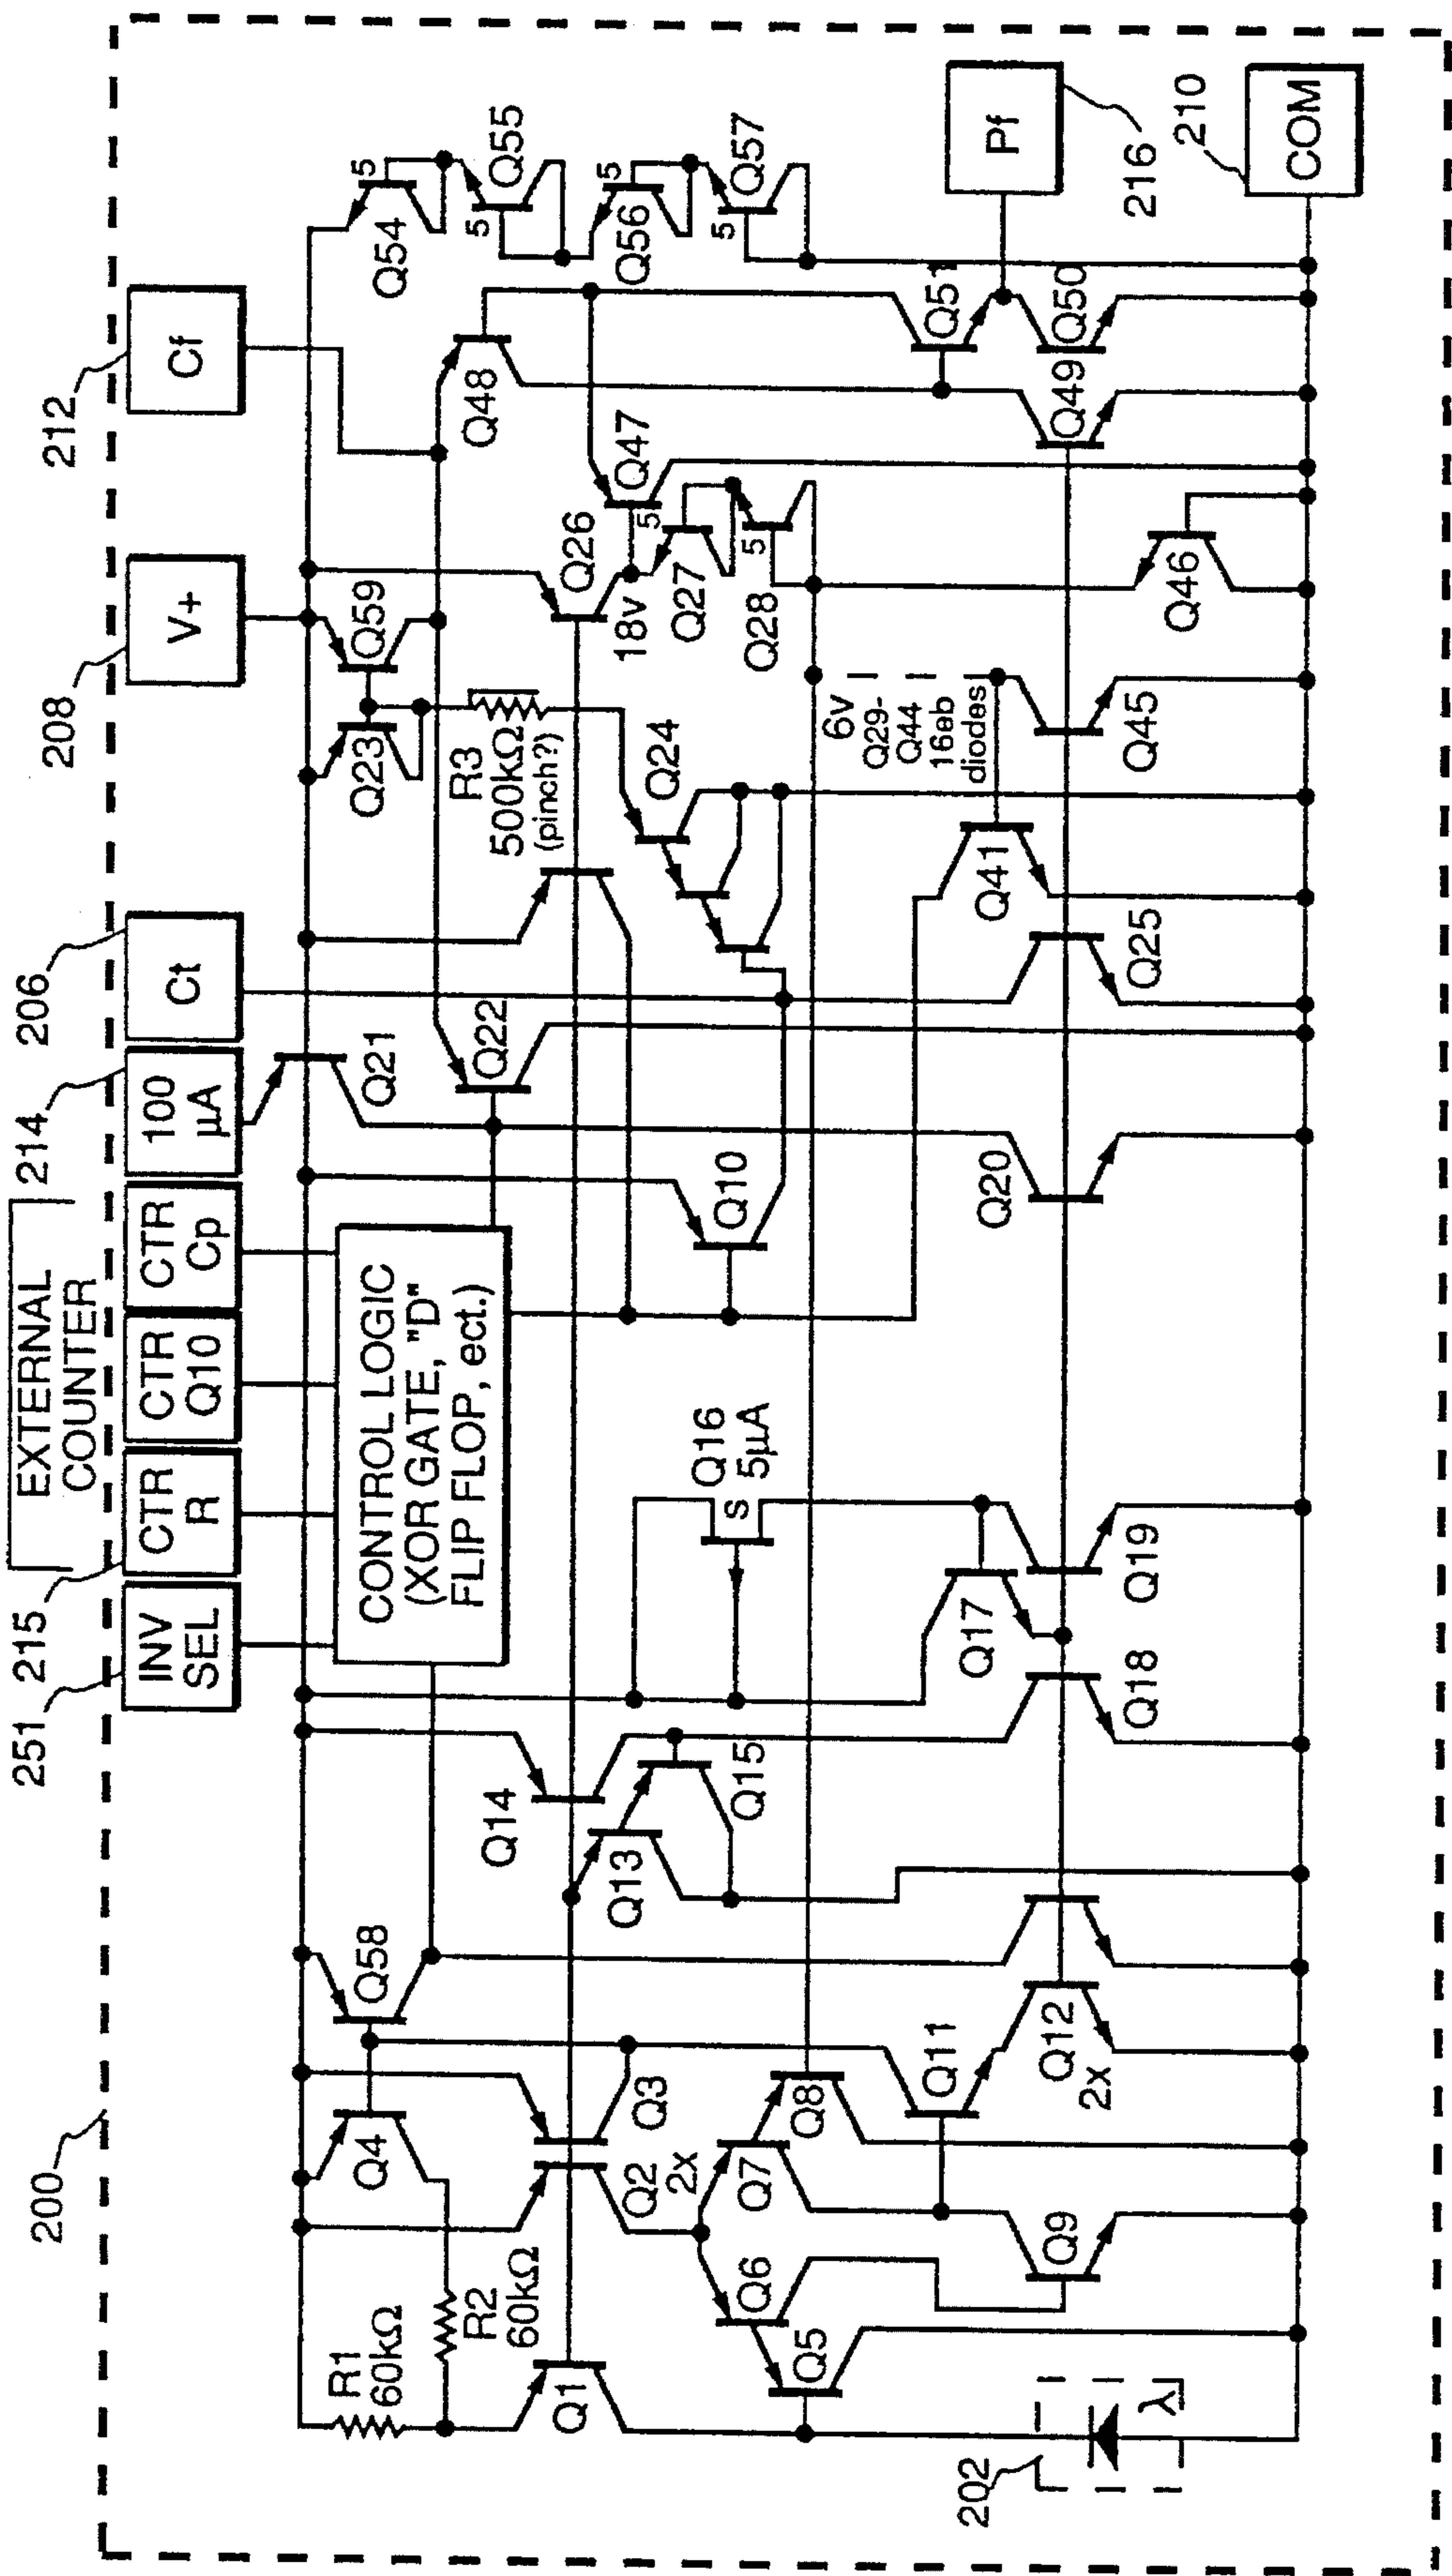 EXTERNAL
COUNTER
200
251
215
214
206
208
212
INV
SEL
CTR
R
CTR
Q10
CTR
Cp
100
µA
Ct
V+
Cf
CONTROL LOGIC
(XOR GATE, "D"
FLIP FLOP, ect.)
R1
60kΩ
R2
60kΩ
Q4
Q58
Q21
Q23
Q59
Q54
5
5
Q55
Q1
Q2
2x
Q3
Q14
Q13
Q15
Q16
5µA
S
Q22
R3
500kΩ
(pinch?)
Q26
18v
Q47
Q48
Q56
5
5
Q57
Q5
Q6
Q7
Q8
Q10
Q24
Q27
5
Q28
5
Q9
Q11
Q12
2x
Q17
Q18
Q19
Q20
Q25
Q41
6v
Q29-
Q44
16eb
diodes
Q45
Q46
Q49
Q51
Q50
Pf
216
210
COM
202
λ